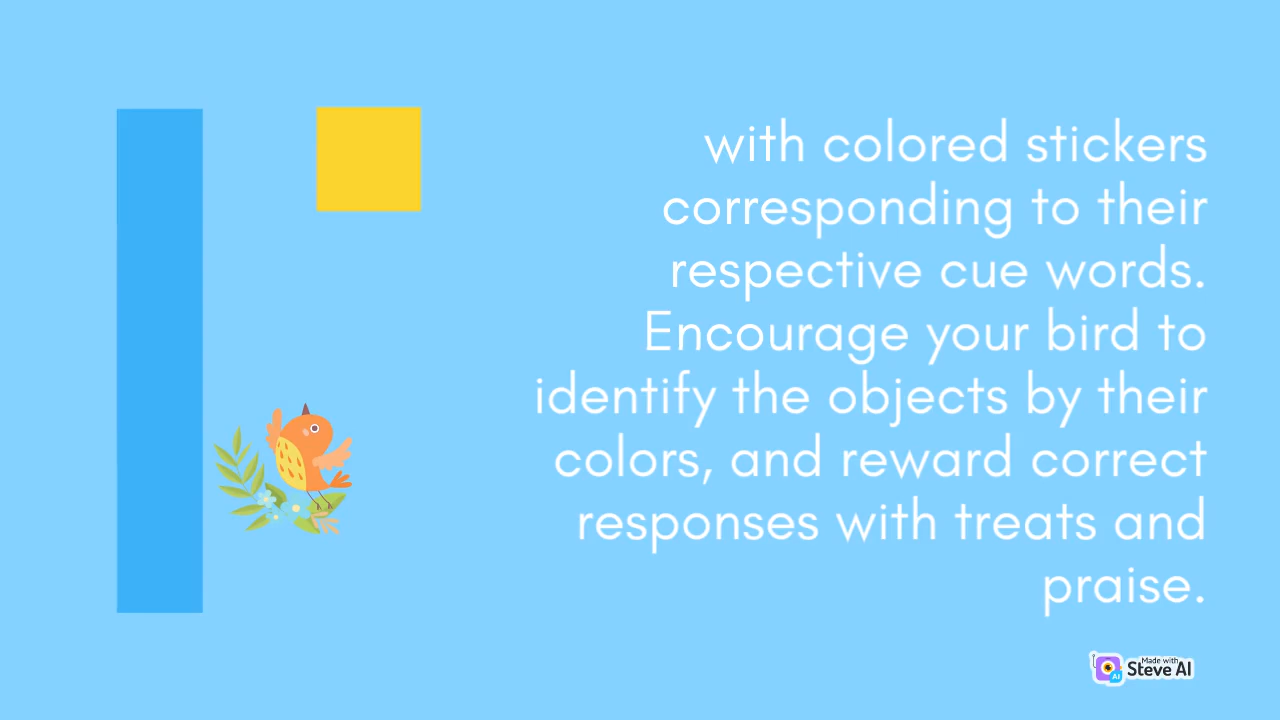 with colored stickers
corresponding to their
respective cue words.
Encourage your bird to
identify the objects by their
colors, and reward correct
responses with treats and
praise.
Made with
Steve AI
AI